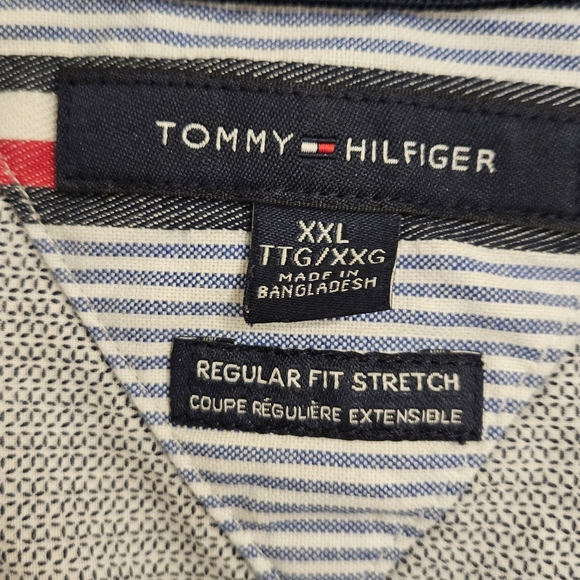 TOMMY HILFIGER
XXL
TTG/XXG
MADE IN
BANGLADESH
REGULAR FIT STRETCH
COUPE RÉGULIÈRE EXTENSIBLE